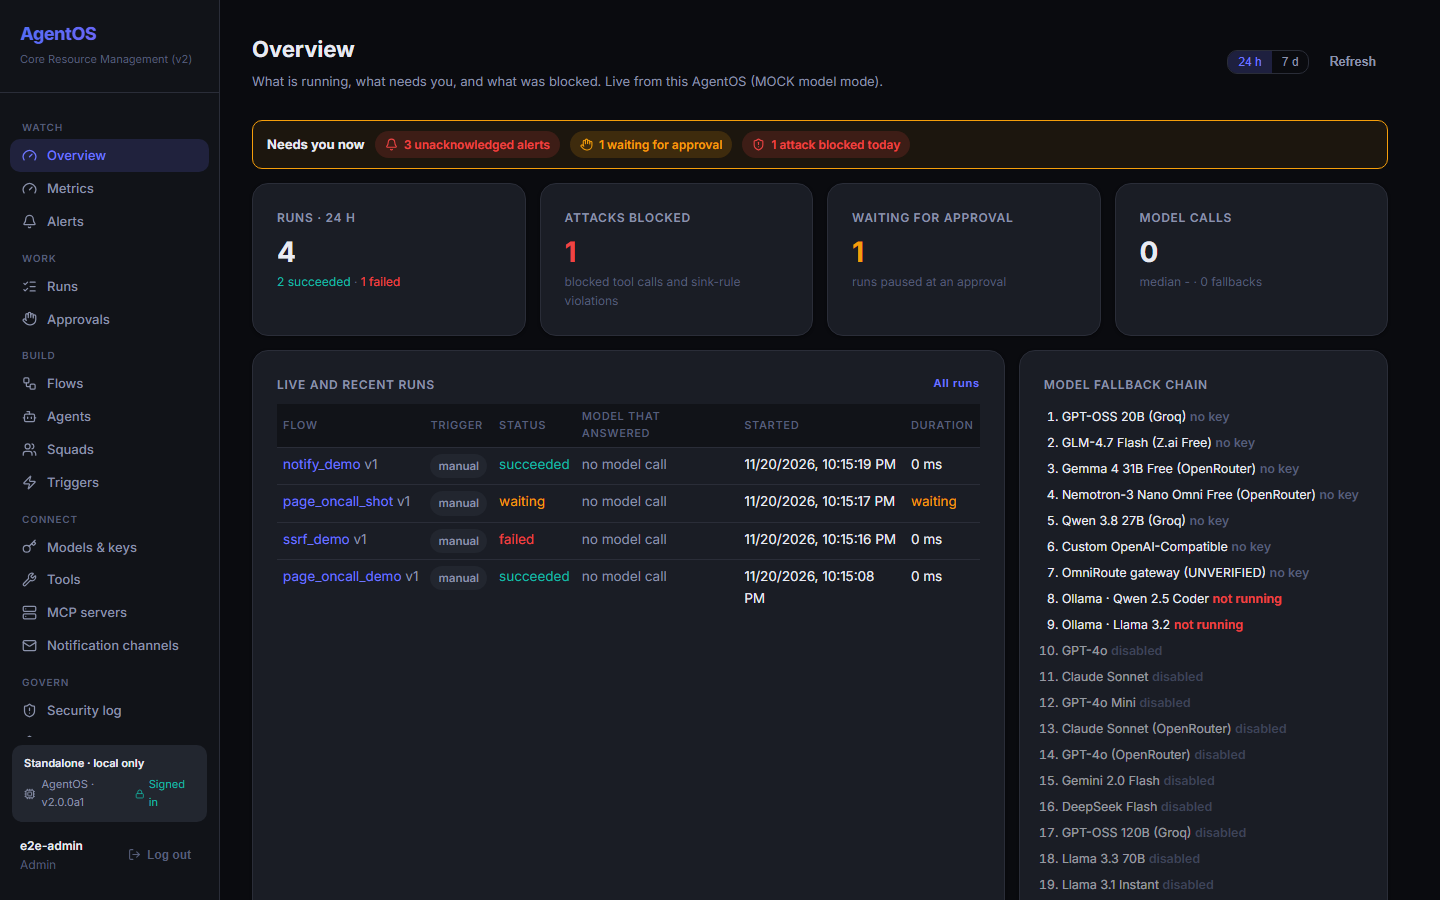 AgentOS
Core Resource Management (v2)
WATCH
Overview
Metrics
Alerts
WORK
Runs
Approvals
BUILD
Flows
Agents
Squads
Triggers
CONNECT
Models & keys
Tools
MCP servers
Notification channels
GOVERN
Security log
Standalone · local only
AgentOS · v2.0.0a1
Signed in
e2e-admin
Admin
Log out
Overview
What is running, what needs you, and what was blocked. Live from this AgentOS (MOCK model mode).
24 h 7 d Refresh
Needs you now 3 unacknowledged alerts 1 waiting for approval 1 attack blocked today
RUNS · 24 H
4
2 succeeded · 1 failed
ATTACKS BLOCKED
1
blocked tool calls and sink-rule
violations
WAITING FOR APPROVAL
1
runs paused at an approval
MODEL CALLS
0
median - · 0 fallbacks
LIVE AND RECENT RUNS All runs
FLOW TRIGGER STATUS MODEL THAT ANSWERED STARTED DURATION
notify_demo v1 manual succeeded no model call 11/20/2026, 10:15:19 PM 0 ms
page_oncall_shot v1 manual waiting no model call 11/20/2026, 10:15:17 PM waiting
ssrf_demo v1 manual failed no model call 11/20/2026, 10:15:16 PM 0 ms
page_oncall_demo v1 manual succeeded no model call 11/20/2026, 10:15:08 PM 0 ms
MODEL FALLBACK CHAIN
1. GPT-OSS 20B (Groq) no key
2. GLM-4.7 Flash (Z.ai Free) no key
3. Gemma 4 31B Free (OpenRouter) no key
4. Nemotron-3 Nano Omni Free (OpenRouter) no key
5. Qwen 3.8 27B (Groq) no key
6. Custom OpenAI-Compatible no key
7. OmniRoute gateway (UNVERIFIED) no key
8. Ollama · Qwen 2.5 Coder not running
9. Ollama · Llama 3.2 not running
10. GPT-4o disabled
11. Claude Sonnet disabled
12. GPT-4o Mini disabled
13. Claude Sonnet (OpenRouter) disabled
14. GPT-4o (OpenRouter) disabled
15. Gemini 2.0 Flash disabled
16. DeepSeek Flash disabled
17. GPT-OSS 120B (Groq) disabled
18. Llama 3.3 70B disabled
19. Llama 3.1 Instant disabled